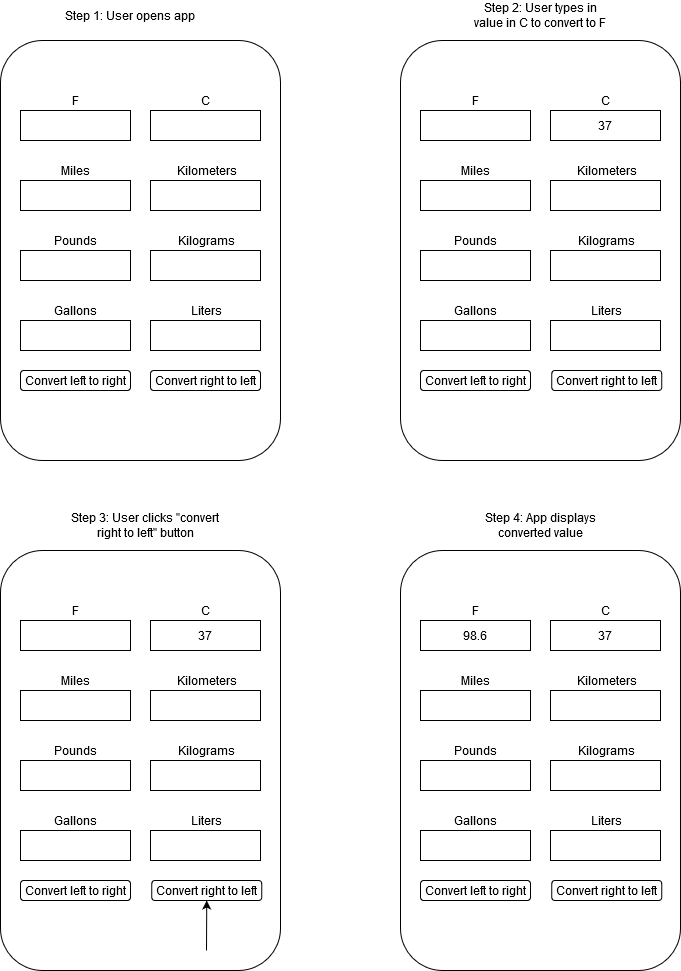 Step 1: User opens app
F C
Miles Kilometers
Pounds Kilograms
Gallons Liters
Convert left to right Convert right to left
Step 2: User types in
value in C to convert to F
F C
37
Miles Kilometers
Pounds Kilograms
Gallons Liters
Convert left to right Convert right to left
Step 3: User clicks "convert
right to left" button
F C
37
Miles Kilometers
Pounds Kilograms
Gallons Liters
Convert left to right Convert right to left
Step 4: App displays
converted value
F C
98.6 37
Miles Kilometers
Pounds Kilograms
Gallons Liters
Convert left to right Convert right to left